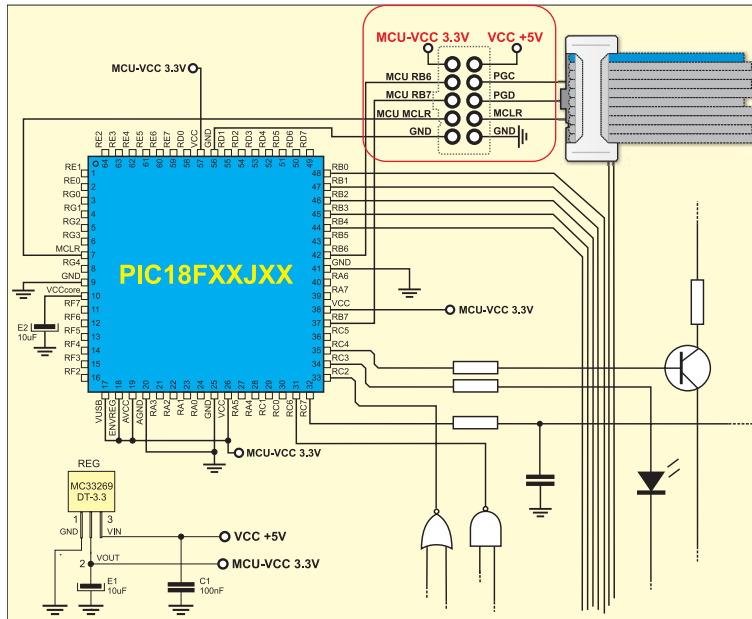 MCU-VCC 3.3V VCC +5V
MCU-VCC 3.3V
MCU RB6 PGC
MCU RB7 PGD
MCU MCLR MCLR
GND GND
RE2 RE3 RE4 RE5 RE6 RE7 RD0 VCC GND RD1 RD2 RD3 RD4 RD5 RD6 RD7
64 63 62 61 60 59 58 57 56 55 54 53 52 51 50 49
RE1 1 48 RB0
RE0 2 47 RB1
RG0 3 46 RB2
RG1 4 45 RB3
RG2 5 44 RB4
RG3 6 43 RB5
MCLR 7 42 RB6
RG4 8 41 GND
GND 9 40 RA6
VCCcore 10 39 RA7
RF7 11 38 VCC
RF6 12 37 RB7
RF5 13 36 RC5
RF4 14 35 RC4
RF3 15 34 RC3
RF2 16 33 RC2
PIC18FXXJXX
MCU-VCC 3.3V
E2
10uF
17 18 19 20 21 22 23 24 25 26 27 28 29 30 31 32
VUSB ENVREG AVCC AGND RA3 RA2 RA1 RA0 GND VCC RA5 RA4 RC1 RC0 RC6 RC7
MCU-VCC 3.3V
REG
MC33269
DT-3.3
1 3
GND VIN
VCC +5V
2 VOUT
MCU-VCC 3.3V
E1
10uF
C1
100nF